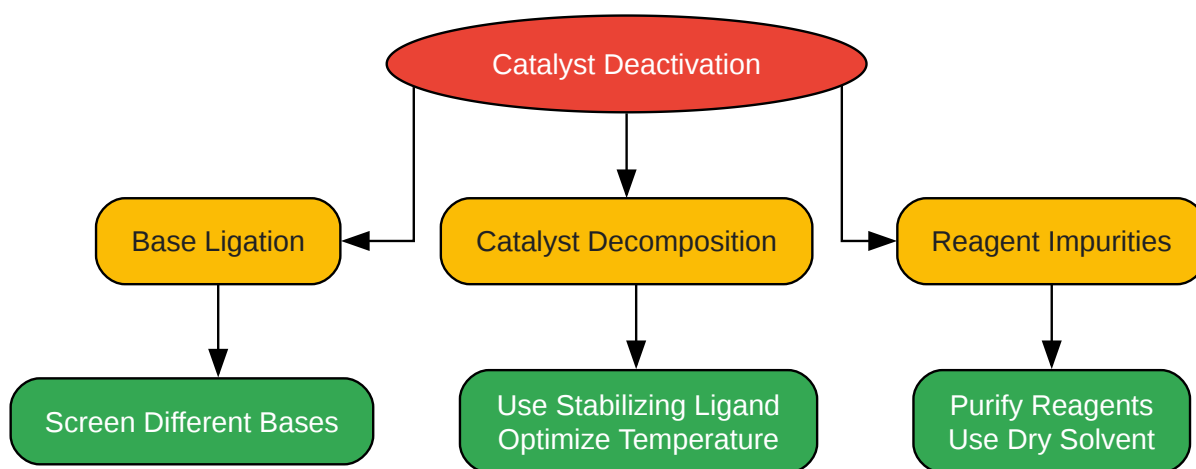 Catalyst Deactivation
Base Ligation
Catalyst Decomposition
Reagent Impurities
Screen Different Bases
Use Stabilizing Ligand
Optimize Temperature
Purify Reagents
Use Dry Solvent